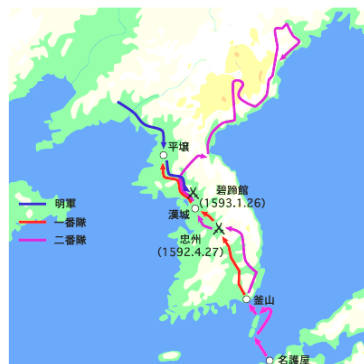 平壌
碧蹄館
(1593.1.26)
漢城
明軍
一番隊
二番隊
忠州
(1592.4.27)
釜山
名護屋